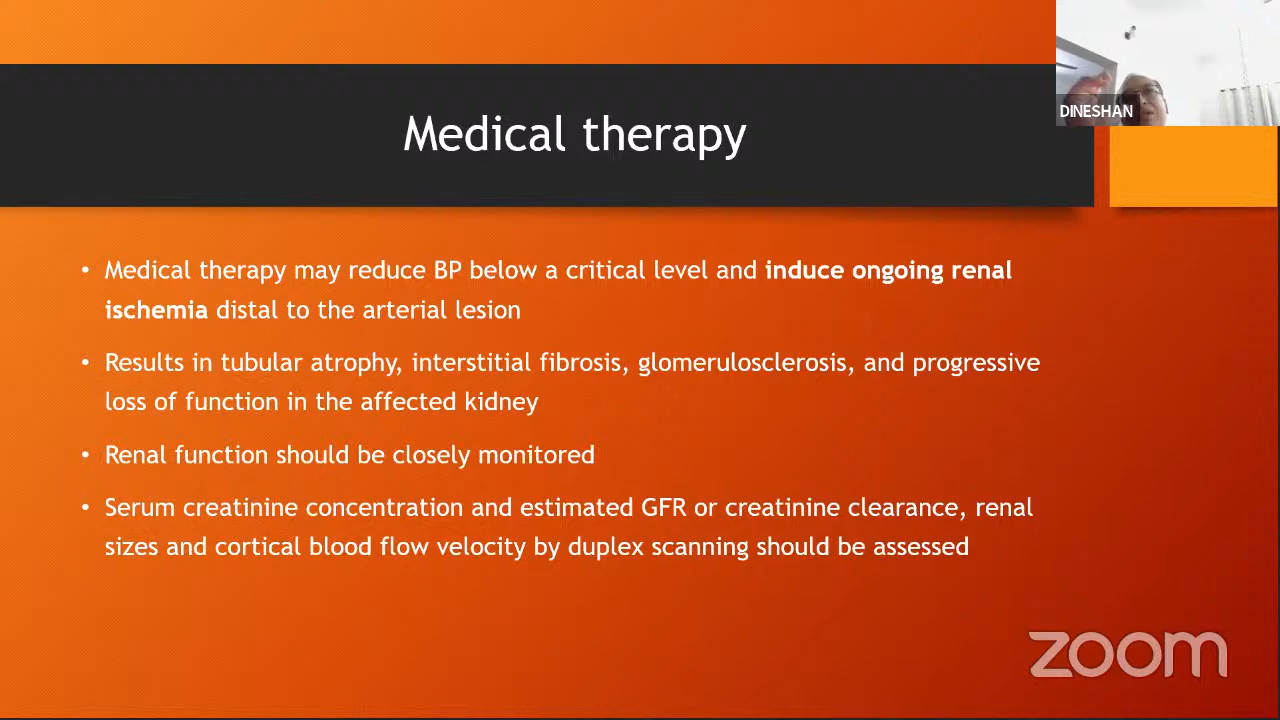 DINESHAN
Medical therapy
• Medical therapy may reduce BP below a critical level and induce ongoing renal
ischemia distal to the arterial lesion
• Results in tubular atrophy, interstitial fibrosis, glomerulosclerosis, and progressive
loss of function in the affected kidney
• Renal function should be closely monitored
• Serum creatinine concentration and estimated GFR or creatinine clearance, renal
sizes and cortical blood flow velocity by duplex scanning should be assessed
zoom